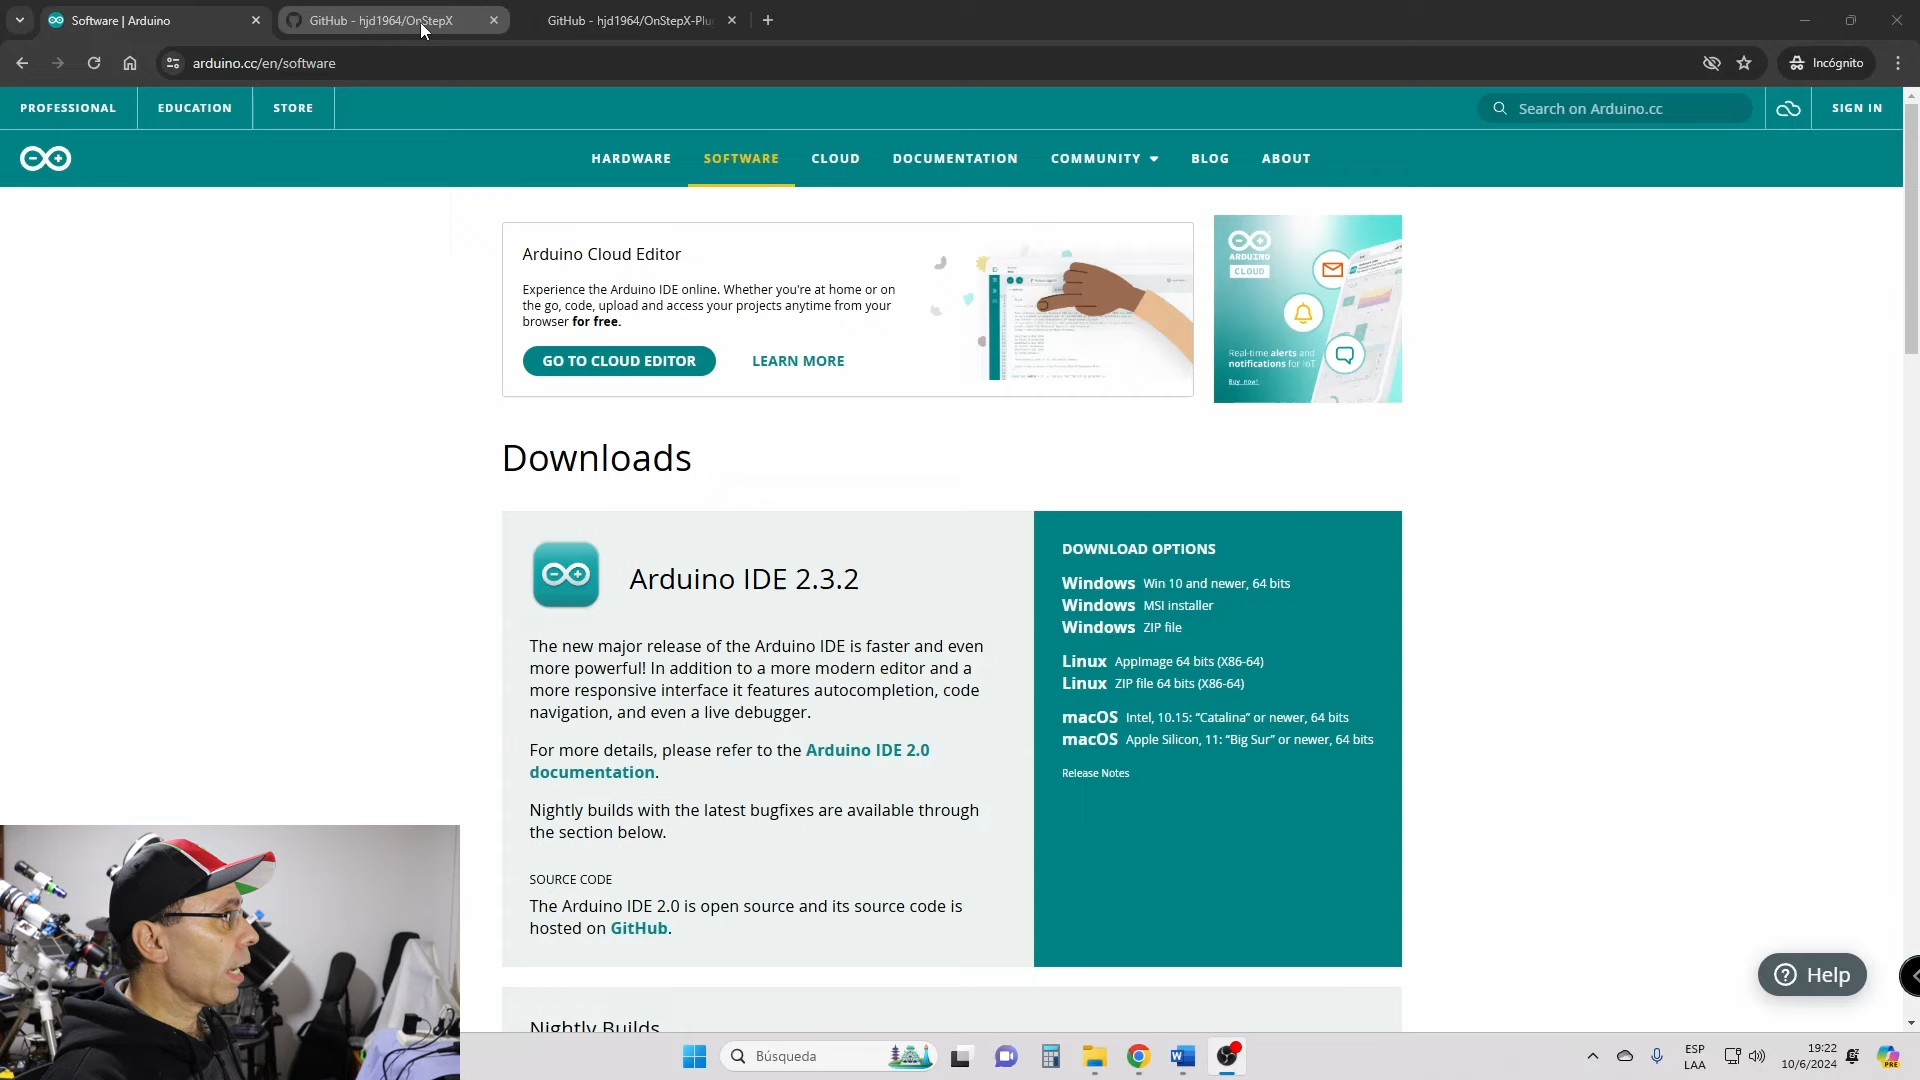 Software | Arduino
GitHub - hjd1964/OnStepX
GitHub - hjd1964/OnStepX-Plu
arduino.cc/en/software
Incógnito
PROFESSIONAL
EDUCATION
STORE
Search on Arduino.cc
SIGN IN
HARDWARE
SOFTWARE
CLOUD
DOCUMENTATION
COMMUNITY
BLOG
ABOUT
Arduino Cloud Editor
Experience the Arduino IDE online. Whether you're at home or on
the go, code, upload and access your projects anytime from your
browser for free.
GO TO CLOUD EDITOR
LEARN MORE
ARDUINO
CLOUD
Real-time alerts and
notifications for IoT
Buy now!
Downloads
Arduino IDE 2.3.2
The new major release of the Arduino IDE is faster and even
more powerful! In addition to a more modern editor and a
more responsive interface it features autocompletion, code
navigation, and even a live debugger.
For more details, please refer to the Arduino IDE 2.0
documentation.
Nightly builds with the latest bugfixes are available through
the section below.
SOURCE CODE
The Arduino IDE 2.0 is open source and its source code is
hosted on GitHub.
DOWNLOAD OPTIONS
Windows Win 10 and newer, 64 bits
Windows MSI installer
Windows ZIP file
Linux AppImage 64 bits (X86-64)
Linux ZIP file 64 bits (X86-64)
macOS Intel, 10.15: “Catalina” or newer, 64 bits
macOS Apple Silicon, 11: “Big Sur” or newer, 64 bits
Release Notes
Help
Nightly Builds
Búsqueda
ESP
LAA
19:22
10/6/2024
PRE